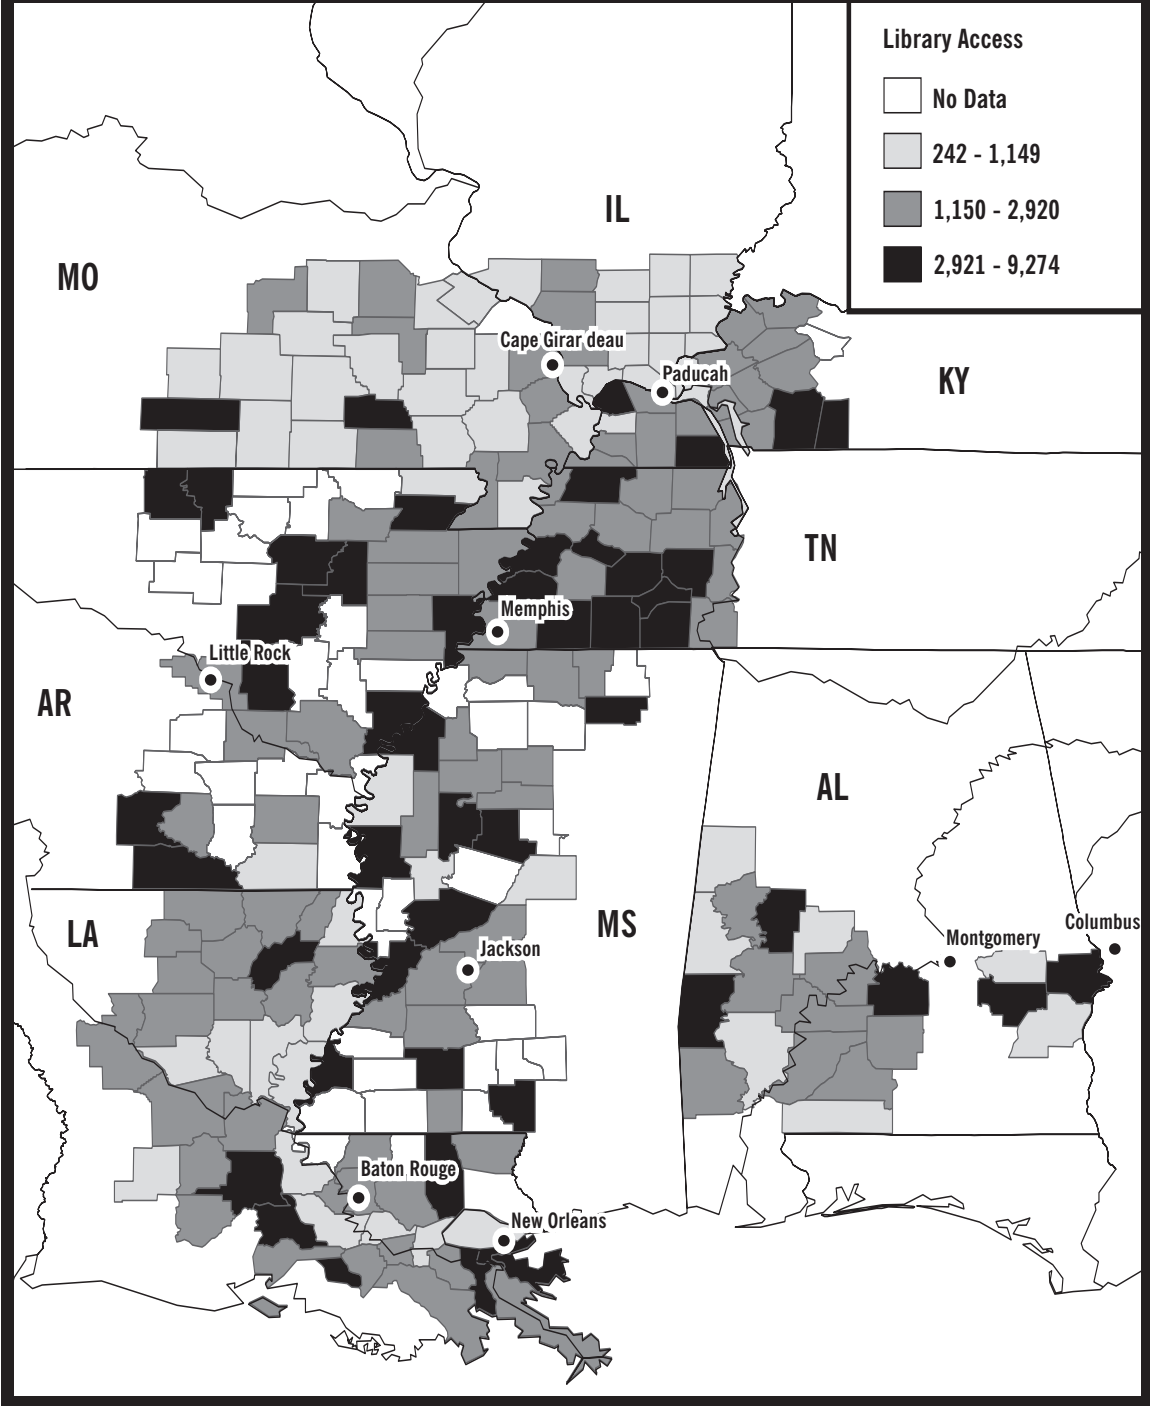 Library Access
No Data
242 - 1,149
1,150 - 2,920
2,921 - 9,274
IL
MO
Cape Girar deau
Paducah
KY
TN
Memphis
Little Rock
AR
AL
LA
MS
Columbus
Montgomery
Jackson
Baton Rouge
New Orleans